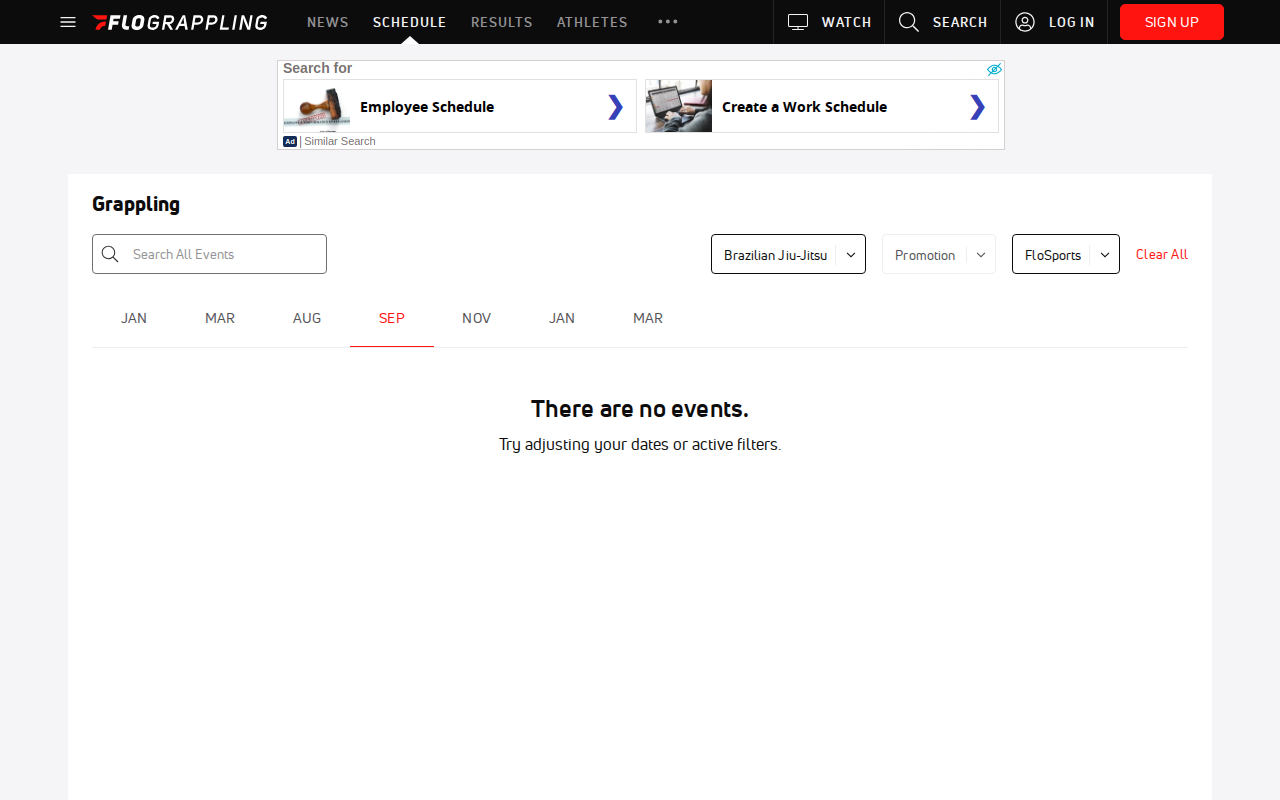 FLOGRAPPLING
NEWS
SCHEDULE
RESULTS
ATHLETES
WATCH
SEARCH
LOG IN
SIGN UP
Search for
Employee Schedule
Create a Work Schedule
Ad
Similar Search
Grappling
Search All Events
Brazilian Jiu-Jitsu
Promotion
FloSports
Clear All
JAN
MAR
AUG
SEP
NOV
JAN
MAR
There are no events.
Try adjusting your dates or active filters.